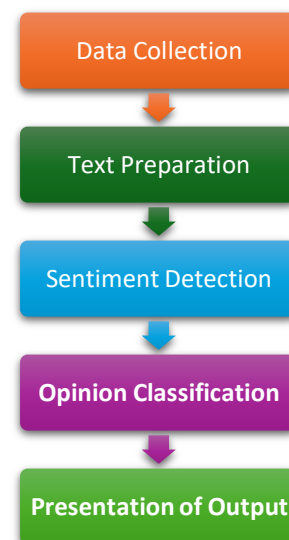 Data Collection
Text Preparation
Sentiment Detection
Opinion Classification
Presentation of Output